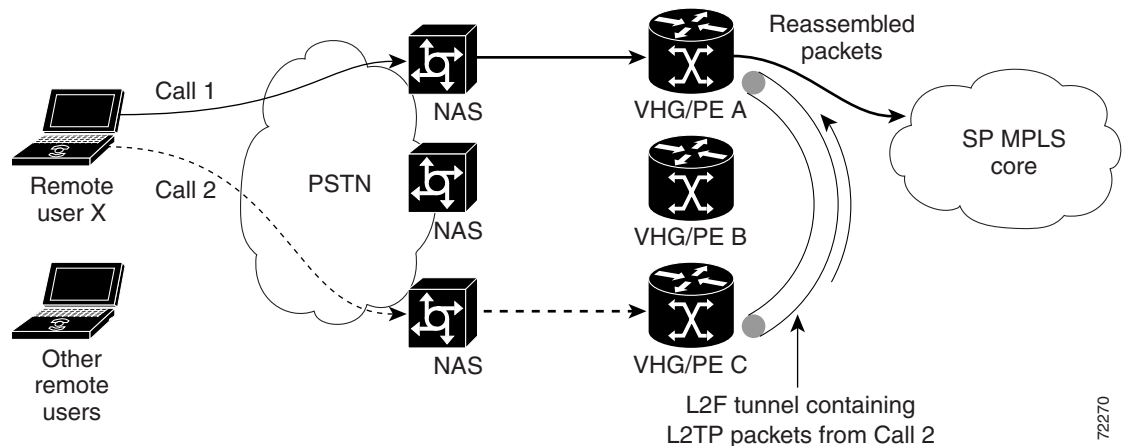 Reassembled
packets
Call 1
NAS
VHG/PE A
SP MPLS
core
PSTN
Remote
user X
Call 2
NAS
VHG/PE B
Other
remote
users
NAS
VHG/PE C
L2F tunnel containing
L2TP packets from Call 2
72270